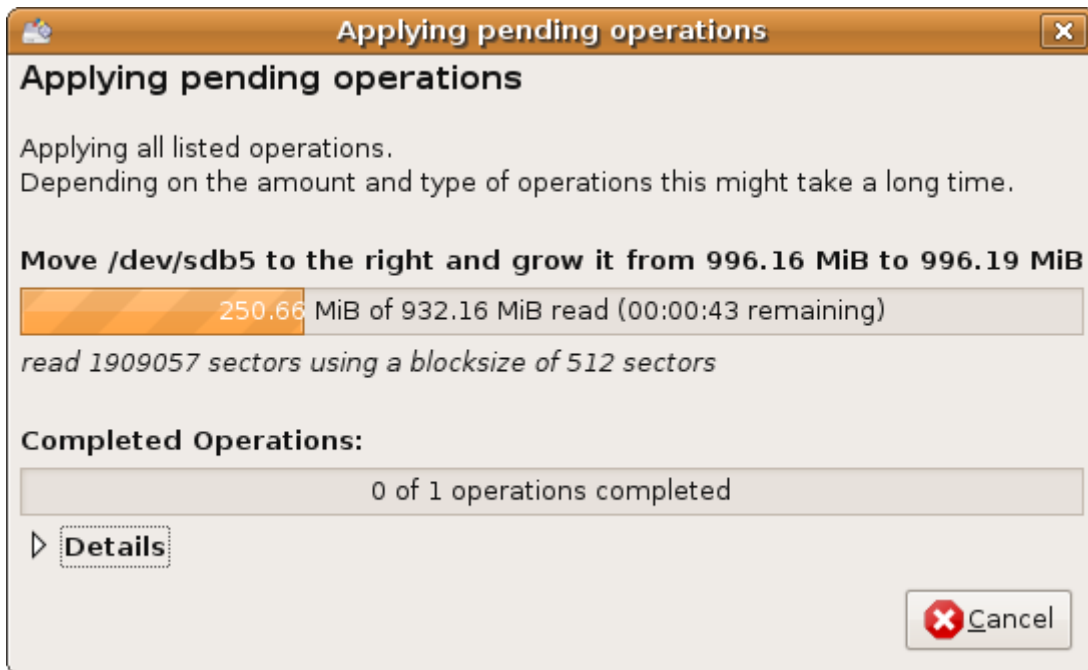 Applying pending operations
Applying pending operations
Applying all listed operations.
Depending on the amount and type of operations this might take a long time.
Move /dev/sdb5 to the right and grow it from 996.16 MiB to 996.19 MiB
250.66 MiB of 932.16 MiB read (00:00:43 remaining)
read 1909057 sectors using a blocksize of 512 sectors
Completed Operations:
0 of 1 operations completed
Details
Cancel